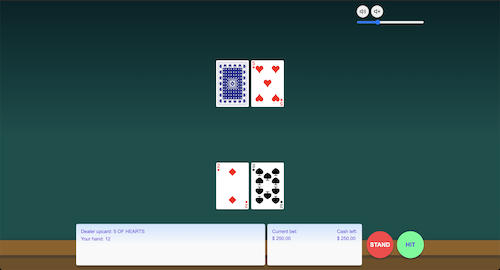 Dealer upcard: 5 OF HEARTS
Your hand: 12
Current bet: Cash left:
$ 250.00 $ 250.00
STAND HIT